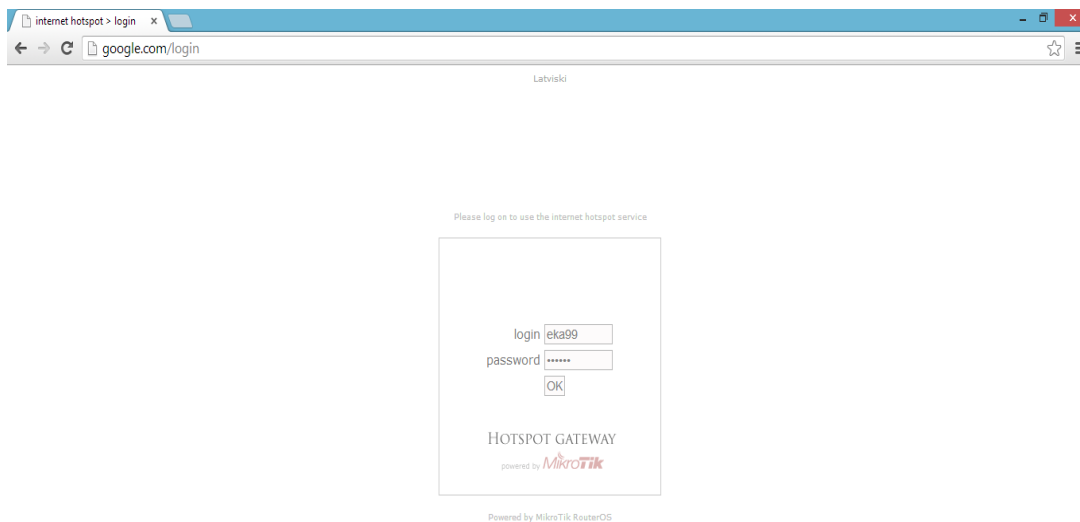 internet hotspot > login
google.com/login
Latviski
Please log on to use the internet hotspot service
login eka99
password ••••••
OK
HOTSPOT GATEWAY
powered by MikroTik
Powered by MikroTik RouterOS